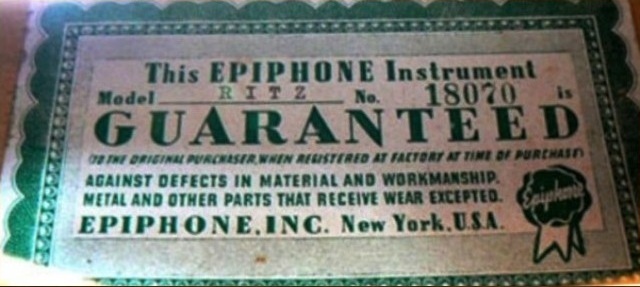 This EPIPHONE Instrument
Model RITZ No. 18070 is
GUARANTEED
(TO THE ORIGINAL PURCHASER, WHEN REGISTERED AT FACTORY AT TIME OF PURCHASE)
AGAINST DEFECTS IN MATERIAL AND WORKMANSHIP.
METAL AND OTHER PARTS THAT RECEIVE WEAR EXCEPTED.
EPIPHONE, INC. New York, U.S.A.
Epiphone